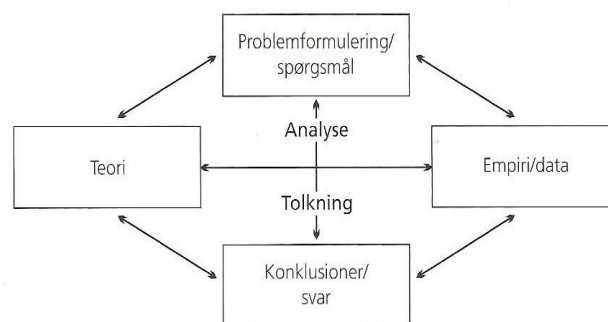 Problemformulering/
spørgsmål
Analyse
Teori
Empiri/data
Tolkning
Konklusioner/
svar